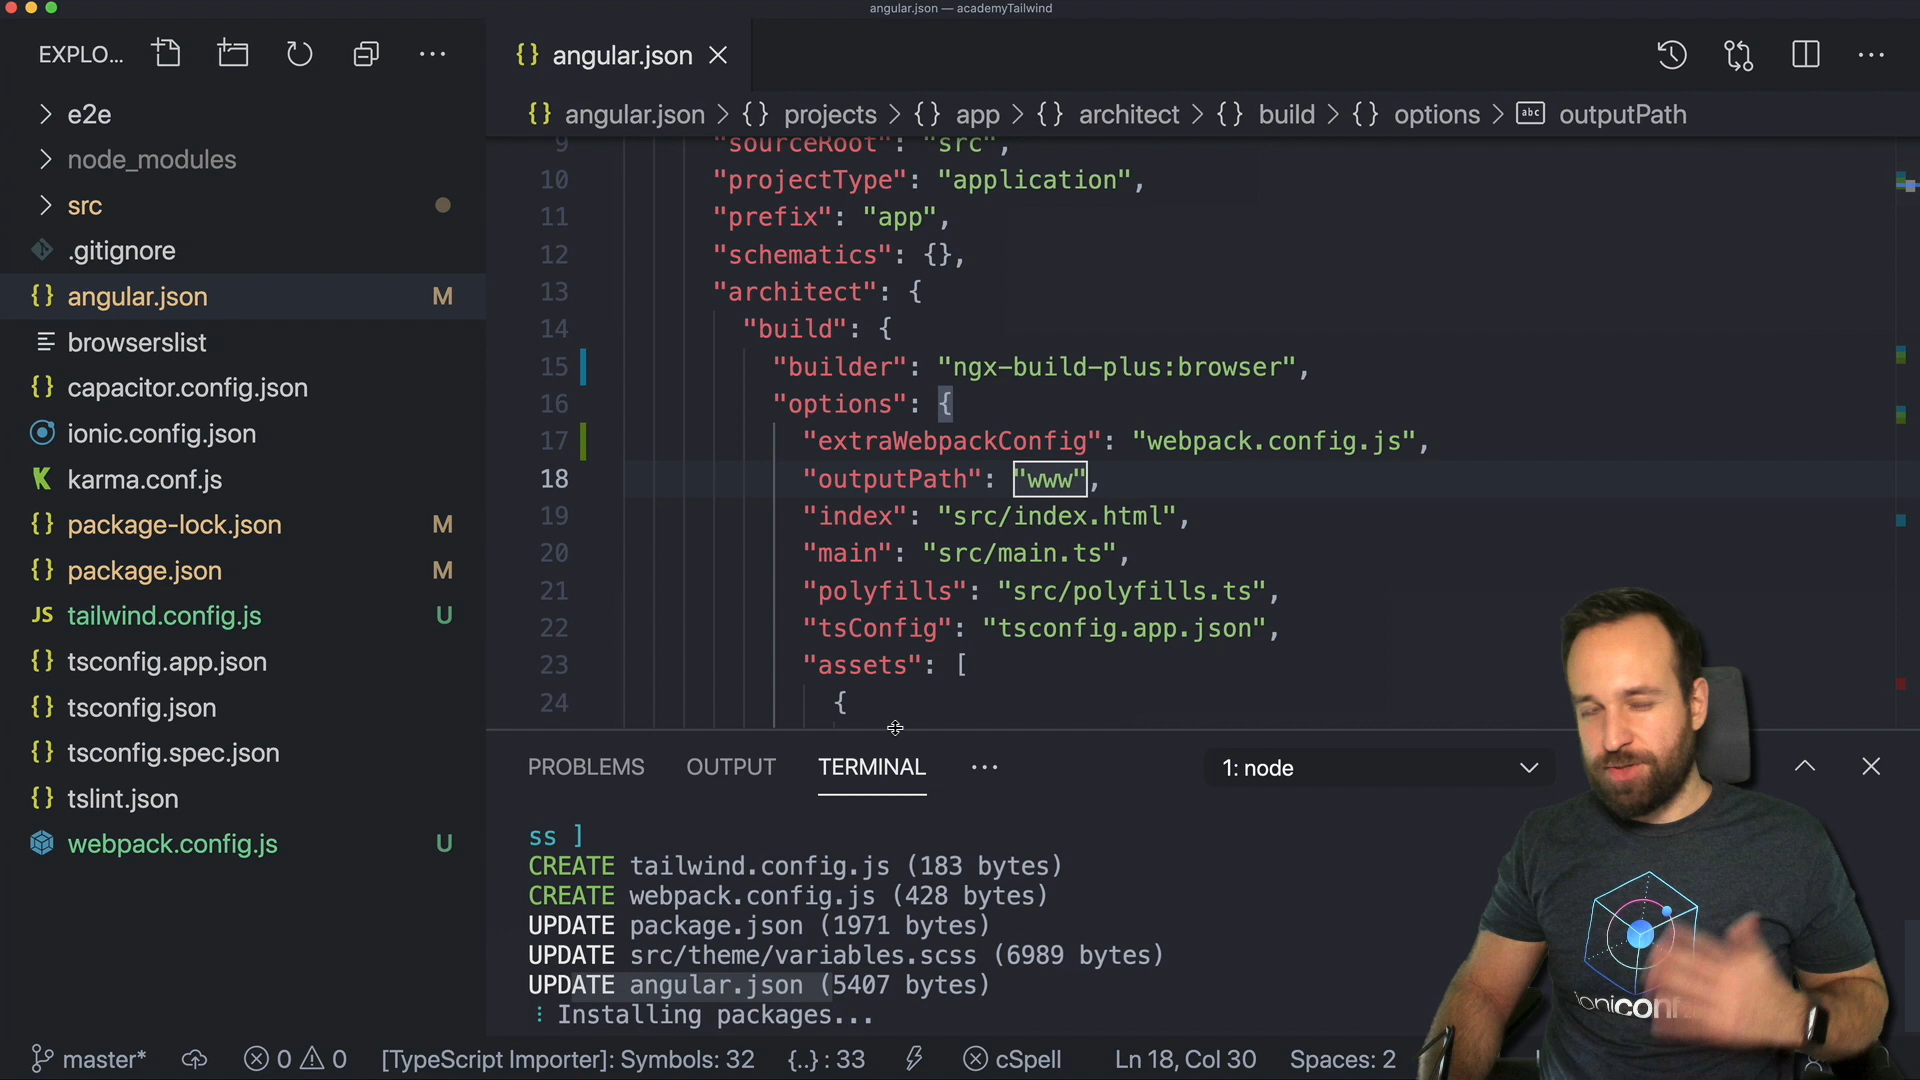 angular.json — academyTailwind
EXPLO...
e2e
node_modules
src
.gitignore
{} angular.json M
browserslist
{} capacitor.config.json
ionic.config.json
karma.conf.js
{} package-lock.json M
{} package.json M
JS tailwind.config.js U
{} tsconfig.app.json
{} tsconfig.json
{} tsconfig.spec.json
{} tslint.json
webpack.config.js U
{} angular.json
{} angular.json > {} projects > {} app > {} architect > {} build > {} options > abc outputPath
9 "sourceRoot": "src",
10 "projectType": "application",
11 "prefix": "app",
12 "schematics": {},
13 "architect": {
14 "build": {
15 "builder": "ngx-build-plus:browser",
16 "options": {
17 "extraWebpackConfig": "webpack.config.js",
18 "outputPath": "www",
19 "index": "src/index.html",
20 "main": "src/main.ts",
21 "polyfills": "src/polyfills.ts",
22 "tsConfig": "tsconfig.app.json",
23 "assets": [
24 {
PROBLEMS OUTPUT TERMINAL ... 1: node
ss ]
CREATE tailwind.config.js (183 bytes)
CREATE webpack.config.js (428 bytes)
UPDATE package.json (1971 bytes)
UPDATE src/theme/variables.scss (6989 bytes)
UPDATE angular.json (5407 bytes)
⋮ Installing packages...
master* 0 0 [TypeScript Importer]: Symbols: 32 {..} : 33 cSpell Ln 18, Col 30 Spaces: 2